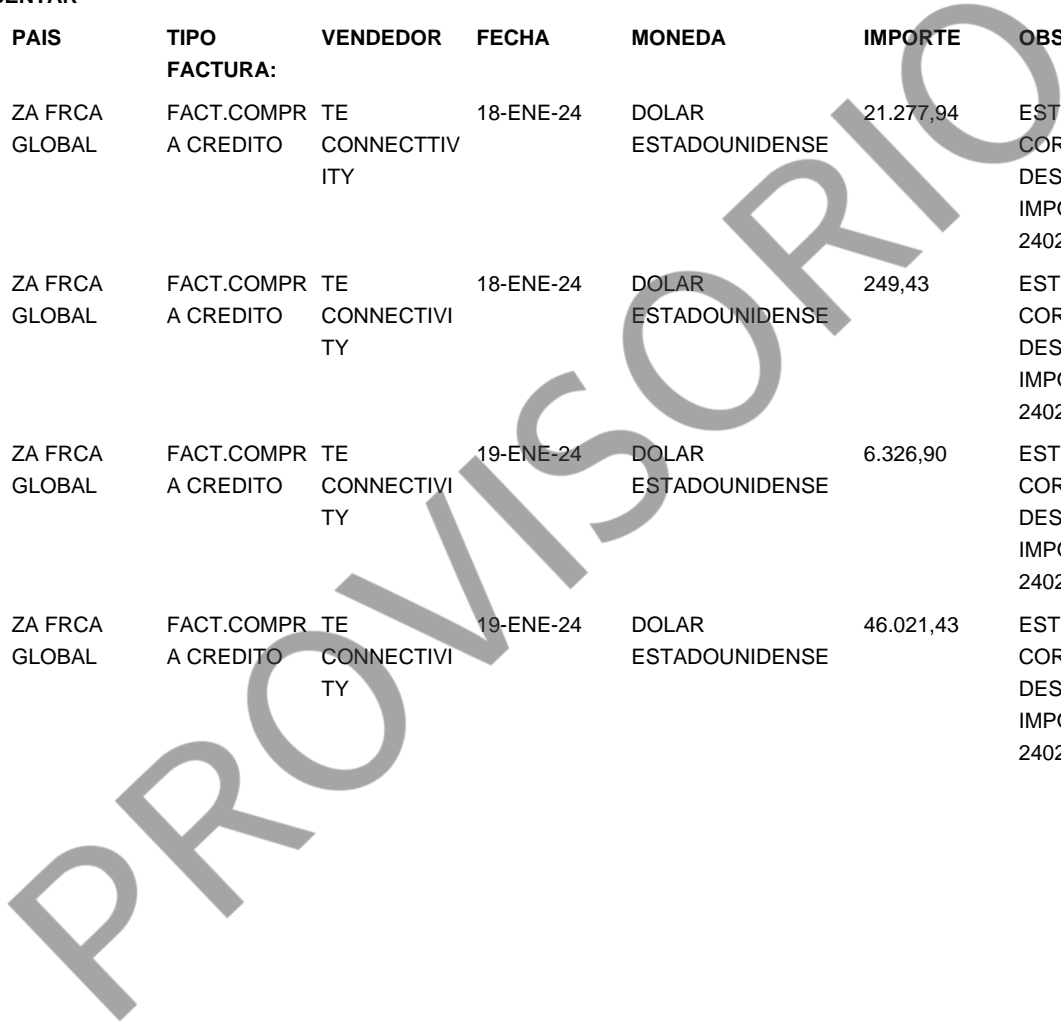 PAIS TIPO VENDEDOR FECHA MONEDA IMPORTE
FACTURA:
ZA FRCA FACT.COMPR TE 18-ENE-24 DOLAR 21.277,94
GLOBAL A CREDITO CONNECTTIV ESTADOUNIDENSE
ITY
ZA FRCA FACT.COMPR TE 18-ENE-24 DOLAR 249,43
GLOBAL A CREDITO CONNECTIVI ESTADOUNIDENSE
TY
ZA FRCA FACT.COMPR TE 19-ENE-24 DOLAR 6.326,90
GLOBAL A CREDITO CONNECTIVI ESTADOUNIDENSE
TY
ZA FRCA FACT.COMPR TE 19-ENE-24 DOLAR 46.021,43
GLOBAL A CREDITO CONNECTIVI ESTADOUNIDENSE
TY
PROVISORIO